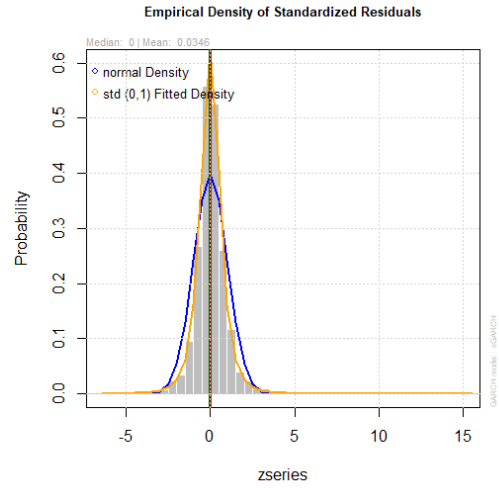 Empirical Density of Standardized Residuals
Median: 0 | Mean: 0.0346
normal Density
std (0,1) Fitted Density
Probability
0.0
0.1
0.2
0.3
0.4
0.5
0.6
-5
0
5
10
15
zseries
GARCH model : xGARCH